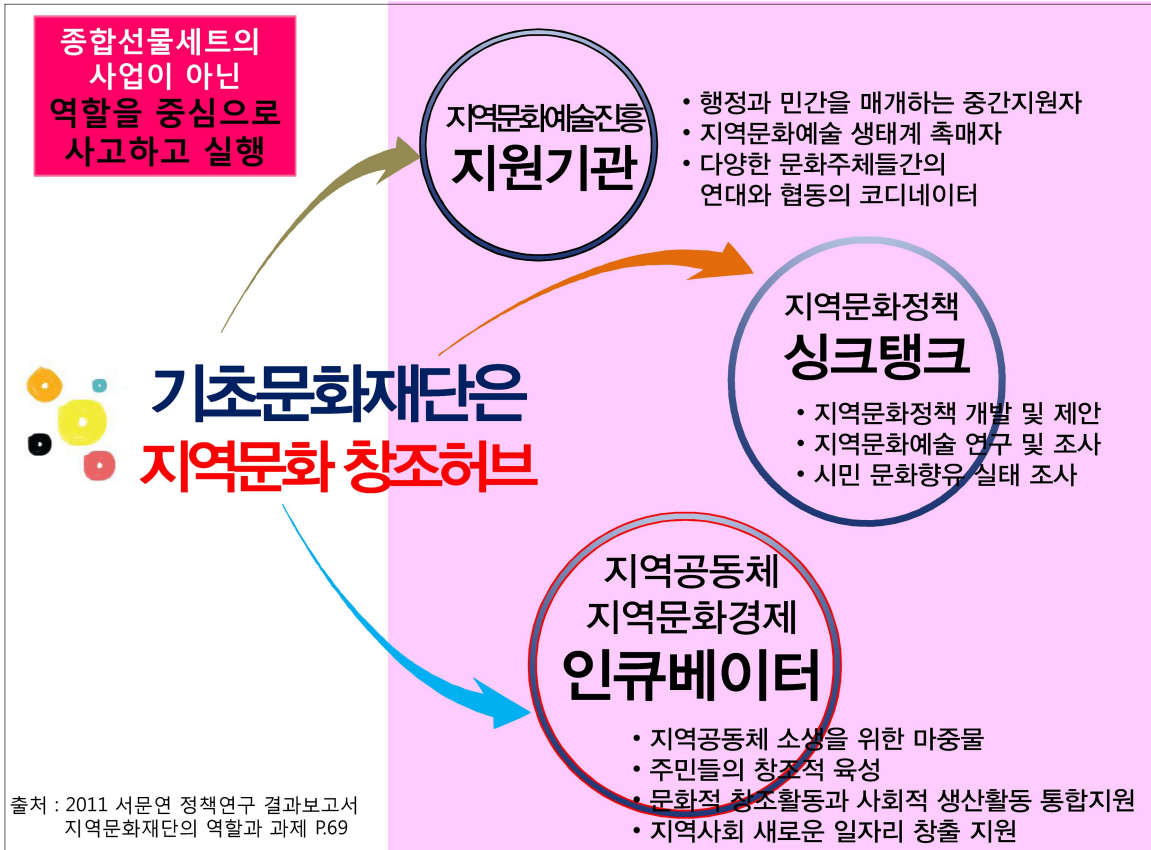 종합선물세트의
사업이 아닌
역할을 중심으로
사고하고 실행
지역문화예술진흥
지원기관
• 행정과 민간을 매개하는 중간지원자
• 지역문화예술 생태계 촉매자
• 다양한 문화주체들간의
연대와 협동의 코디네이터
지역문화정책
싱크탱크
• 지역문화정책 개발 및 제안
• 지역문화예술 연구 및 조사
• 시민 문화향유 실태 조사
기초문화재단은
지역문화 창조허브
지역공동체
지역문화경제
인큐베이터
• 지역공동체 소생을 위한 마중물
• 주민들의 창조적 육성
• 문화적 창조활동과 사회적 생산활동 통합지원
• 지역사회 새로운 일자리 창출 지원
출처 : 2011 서문연 정책연구 결과보고서
지역문화재단의 역할과 과제 P.69